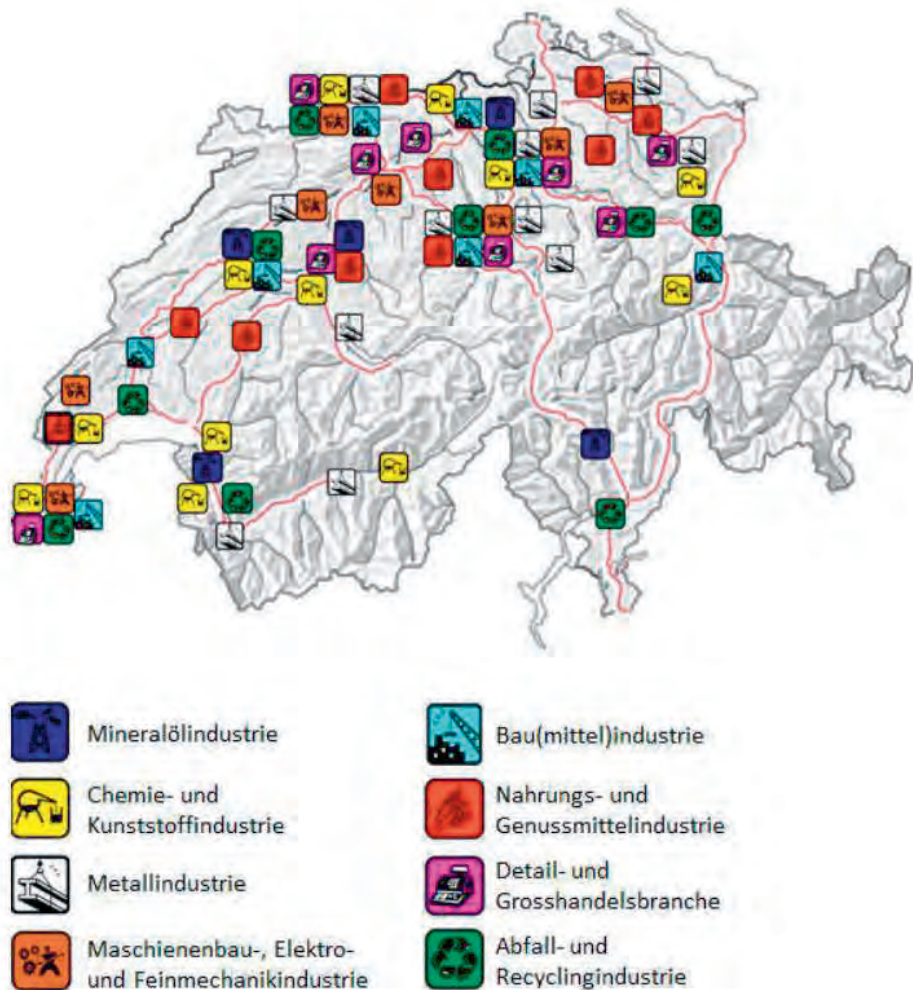 Mineralölindustrie
Chemie- und
Kunststoffindustrie
Metallindustrie
Maschienenbau-, Elektro-
und Feinmechanikindustrie
Bau(mittel)industrie
Nahrungs- und
Genussmittelindustrie
Detail- und
Grosshandelsbranche
Abfall- und
Recyclingindustrie